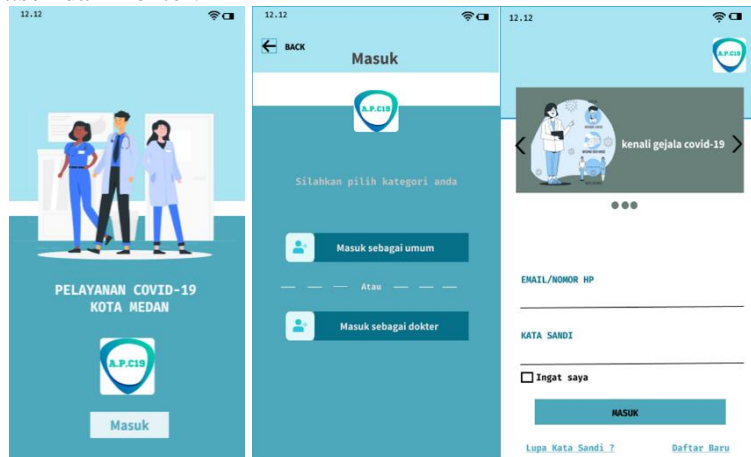 12.12
PELAYANAN COVID-19
KOTA MEDAN
A.P.C19
Masuk
12.12
BACK
Masuk
A.P.C19
Silahkan pilih kategori anda
Masuk sebagai umum
Atau
Masuk sebagai dokter
12.12
A.P.C19
kenali gejala covid-19
EMAIL/NOMOR HP
KATA SANDI
Ingat saya
MASUK
Lupa Kata Sandi ? Daftar Baru